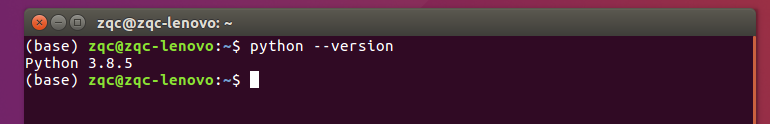 zqc@zqc-lenovo: ~
(base) zqc@zqc-lenovo:~$ python --version
Python 3.8.5
(base) zqc@zqc-lenovo:~$